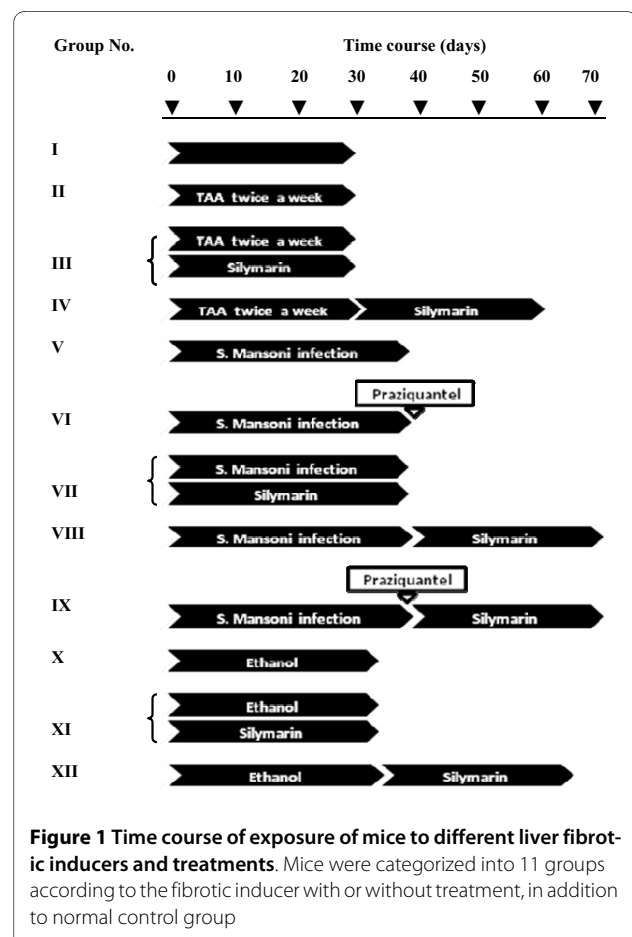 Group No. Time course (days)
0 10 20 30 40 50 60 70
I
II TAA twice a week
TAA twice a week
III Silymarin
IV TAA twice a week Silymarin
V S. Mansoni infection
Praziquantel
VI S. Mansoni infection
S. Mansoni infection
VII Silymarin
VIII S. Mansoni infection Silymarin
Praziquantel
IX S. Mansoni infection Silymarin
X Ethanol
Ethanol
XI Silymarin
XII Ethanol Silymarin
Figure 1 Time course of exposure of mice to different liver fibrot-
ic inducers and treatments. Mice were categorized into 11 groups
according to the fibrotic inducer with or without treatment, in addition
to normal control group